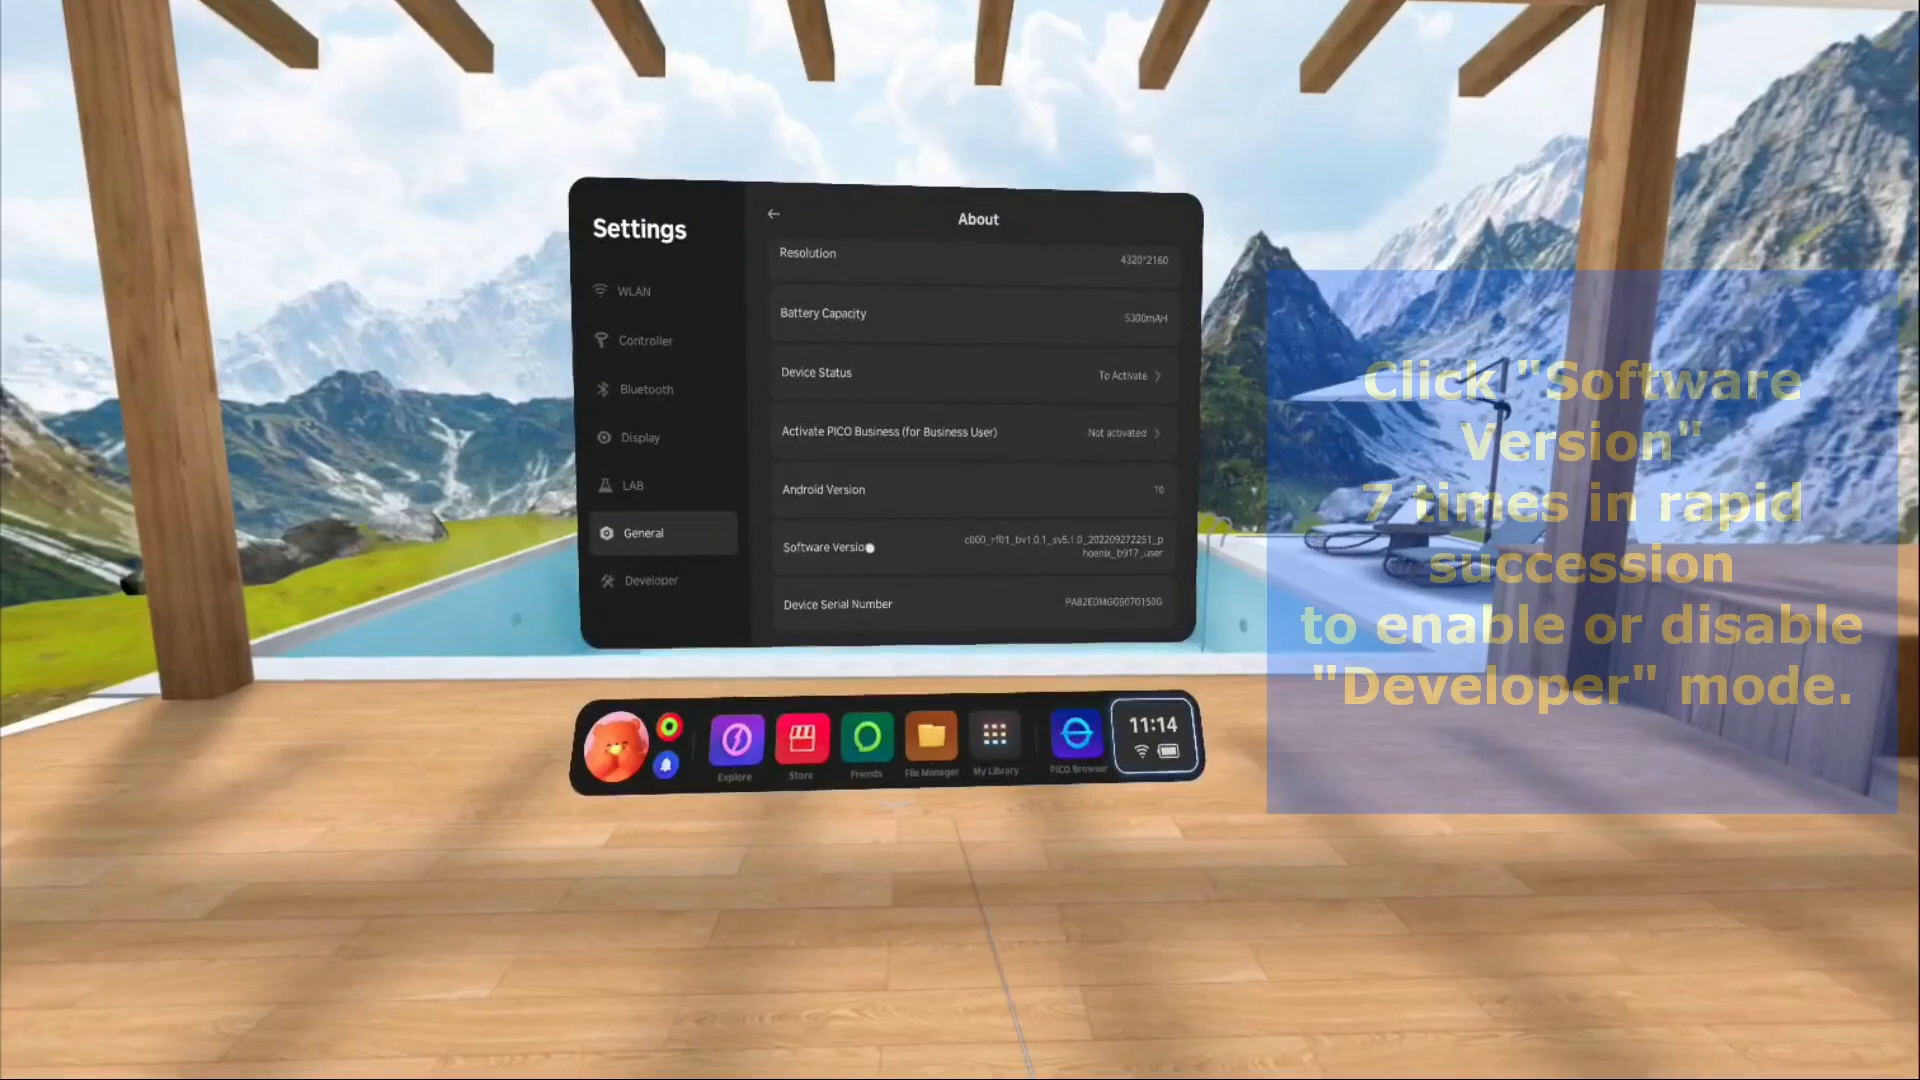 Settings
About
WLAN
Controller
Bluetooth
Display
LAB
General
Developer
Resolution 4320*2160
Battery Capacity 5300mAH
Device Status To Activate
Activate PICO Business (for Business User) Not activated
Android Version 10
Software Version c000_rf01_bv1.0.1_sv5.1.0_202209272251_p
hoenix_b917_user
Device Serial Number PA82E0MGG9070150G
Click "Software
Version"
7 times in rapid
succession
to enable or disable
"Developer" mode.
Explore
Store
Friends
File Manager
My Library
PICO Browser
11:14